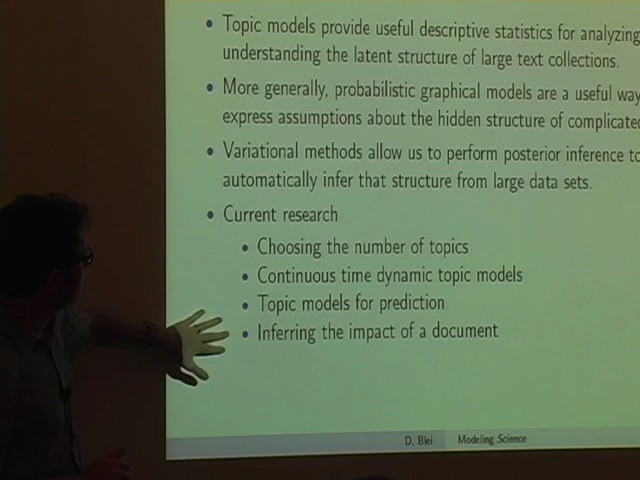 • Topic models provide useful descriptive statistics for analyzing
understanding the latent structure of large text collections.
• More generally, probabilistic graphical models are a useful way
express assumptions about the hidden structure of complicated
• Variational methods allow us to perform posterior inference to
automatically infer that structure from large data sets.
• Current research
• Choosing the number of topics
• Continuous time dynamic topic models
• Topic models for prediction
• Inferring the impact of a document
D. Blei Modeling Science